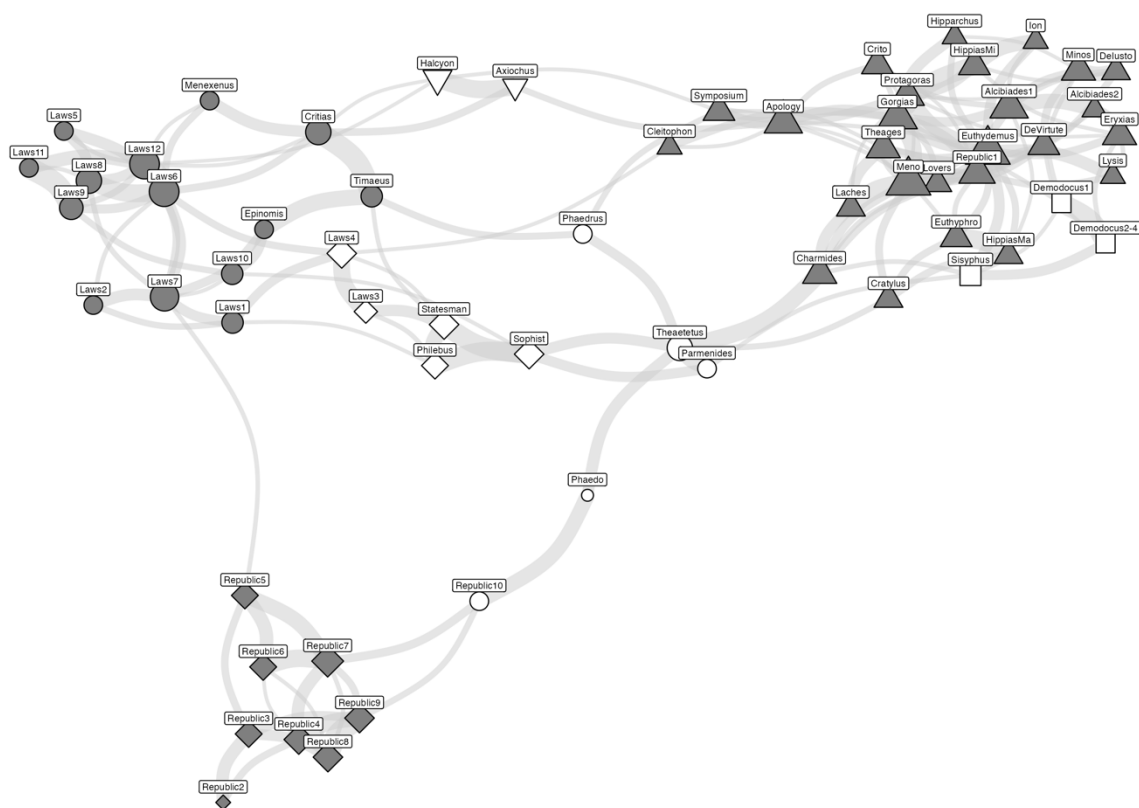 Hipparchus
Ion
Crito
HippiasMi
Minos
Delusto
Halcyon
Axiochus
Protagoras
Menexenus
Symposium
Apology
Gorgias
Alcibiades1
Alcibiades2
Critias
Laws5
Eryxias
Cleitophon
Theages
Euthydemus
DeVirtute
Laws12
Laws11
Laws8
Republic1
Lysis
Meno
Lovers
Laws6
Timaeus
Demodocus1
Laws9
Laches
Epinomis
Phaedrus
Euthyphro
Demodocus2-4
Laws4
HippiasMa
Charmides
Sisyphus
Laws10
Laws7
Cratylus
Laws2
Laws1
Laws3
Statesman
Theaetetus
Sophist
Philebus
Parmenides
Phaedo
Republic5
Republic10
Republic7
Republic6
Republic9
Republic3
Republic4
Republic8
Republic2